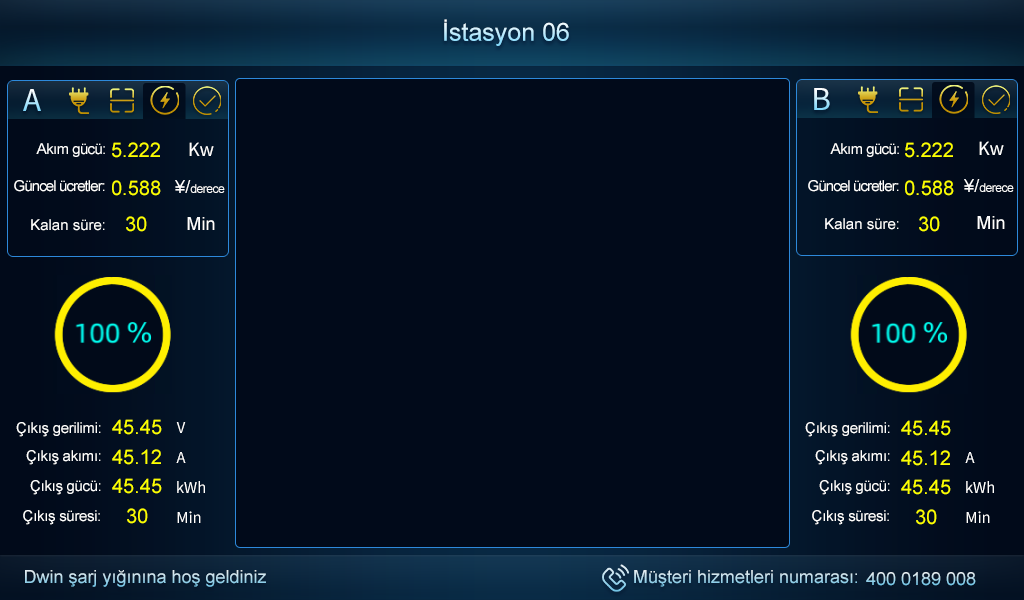 İstasyon 06
A
Akım gücü: 5.222 Kw
Güncel ücretler: 0.588 ¥/derece
Kalan süre: 30 Min
100 %
Çıkış gerilimi: 45.45 V
Çıkış akımı: 45.12 A
Çıkış gücü: 45.45 kWh
Çıkış süresi: 30 Min
B
Akım gücü: 5.222 Kw
Güncel ücretler: 0.588 ¥/derece
Kalan süre: 30 Min
100 %
Çıkış gerilimi: 45.45
Çıkış akımı: 45.12 A
Çıkış gücü: 45.45 kWh
Çıkış süresi: 30 Min
Dwin şarj yığınına hoş geldiniz
Müşteri hizmetleri numarası: 400 0189 008